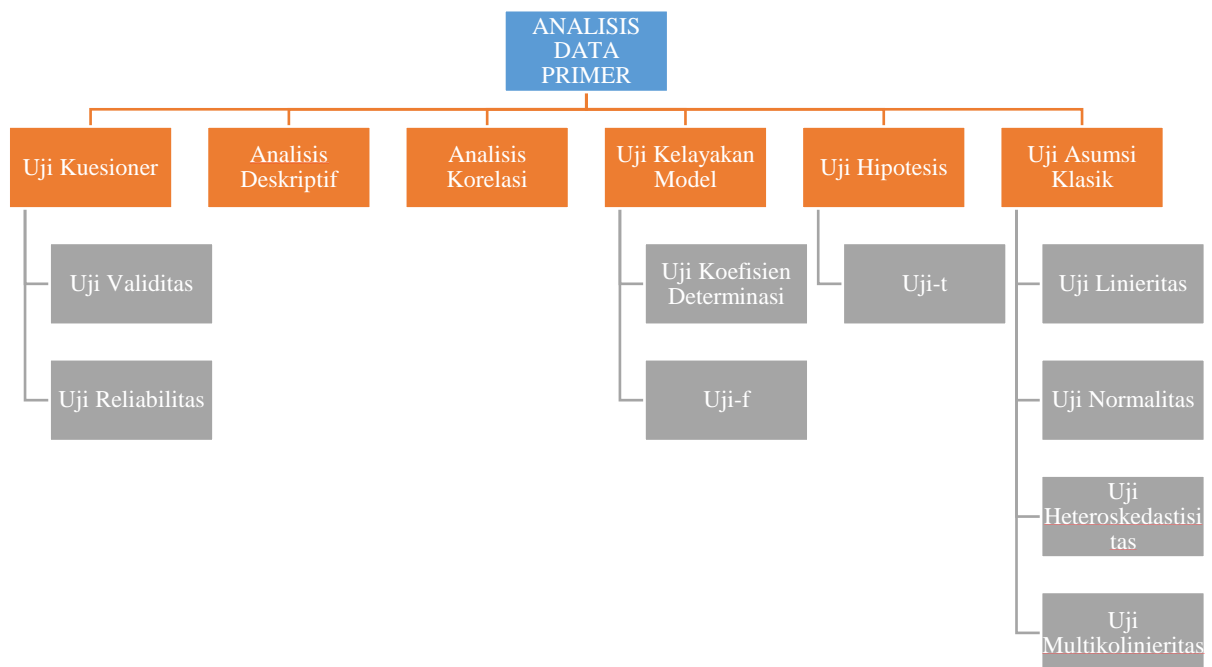 ANALISIS
DATA
PRIMER
Uji Kuesioner
Analisis
Deskriptif
Analisis
Korelasi
Uji Kelayakan
Model
Uji Hipotesis
Uji Asumsi
Klasik
Uji Validitas
Uji Reliabilitas
Uji Koefisien
Determinasi
Uji-f
Uji-t
Uji Linieritas
Uji Normalitas
Uji
Heteroskedastisi
tas
Uji
Multikolinieritas